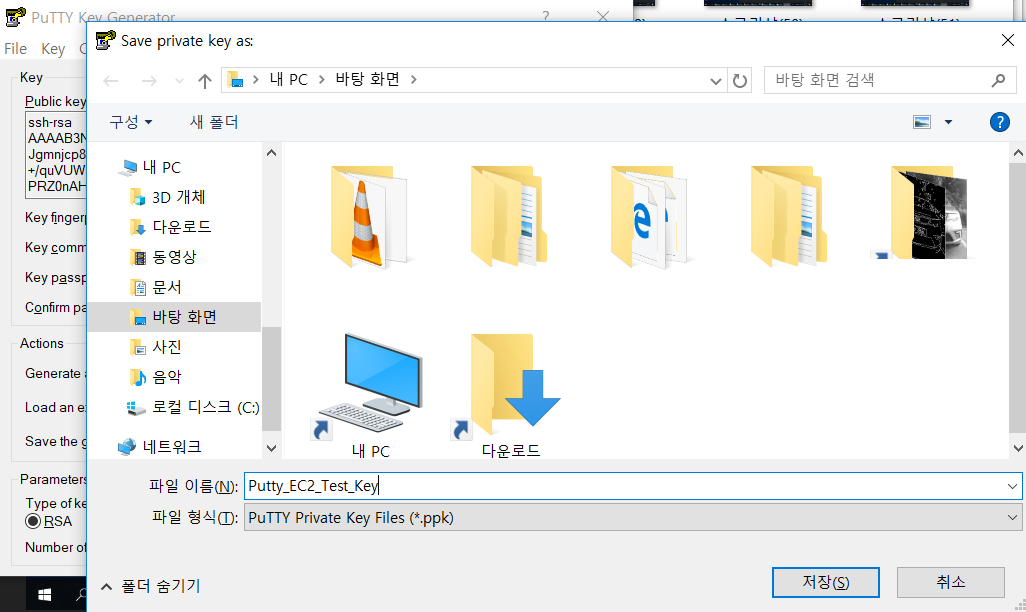 PuTTY Key Generator
?
File Key
Save private key as:
Key
Public key
ssh-rsa
AAAAB3N
Jgmnjcp8
+/quVUW
PRZ0nAH
Key fingerp
Key comm
Key passp
Confirm pa
Actions
Generate a
Load an ex
Save the g
Parameters
Type of ke
RSA
Number of
내 PC > 바탕 화면 >
바탕 화면 검색
구성
새 폴더
?
내 PC
3D 개체
다운로드
동영상
문서
바탕 화면
사진
음악
로컬 디스크 (C:)
네트워크
내 PC
다운로드
파일 이름(N):
Putty_EC2_Test_Key
파일 형식(T):
PuTTY Private Key Files (*.ppk)
폴더 숨기기
저장(S)
취소